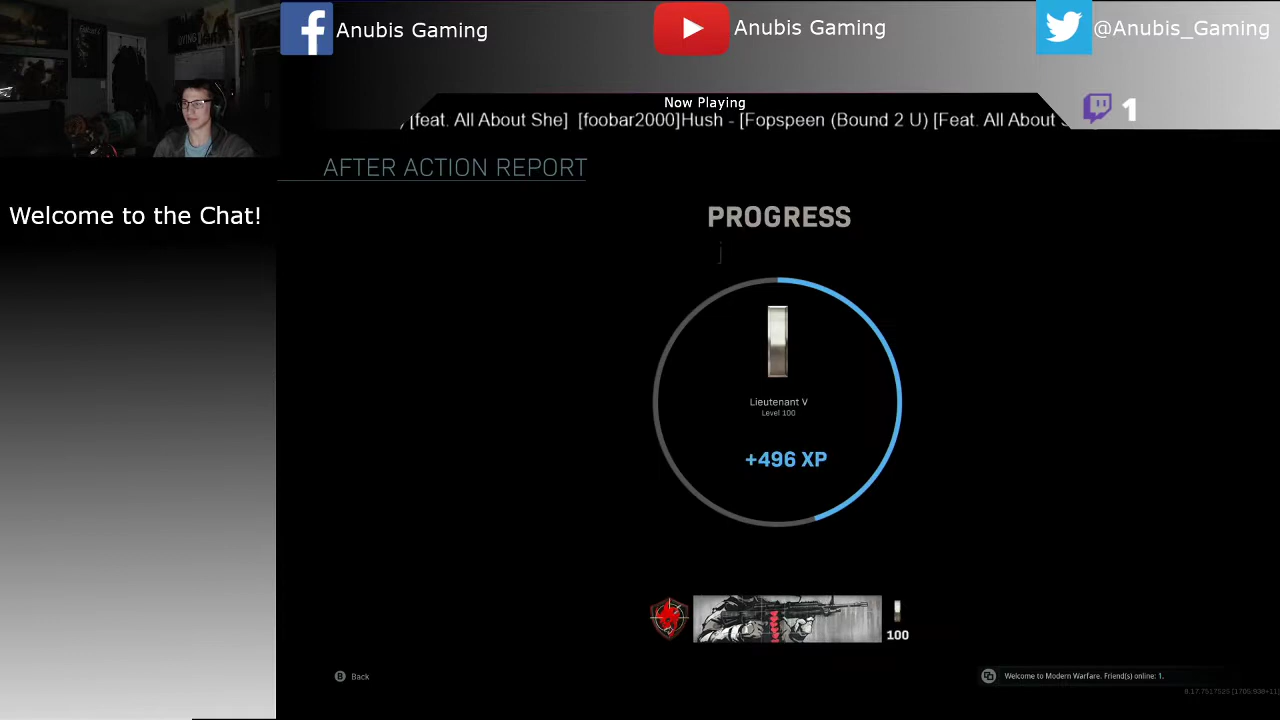 Anubis Gaming
Anubis Gaming
@Anubis_Gaming
Now Playing
) [feat. All About She] [foobar2000]Hush - [Fopspeen (Bound 2 U) [Feat. All About
1
AFTER ACTION REPORT
Welcome to the Chat!
PROGRESS
j
Lieutenant V
Level 100
+496 XP
100
B Back
Welcome to Modern Warfare. Friend(s) online: 1.